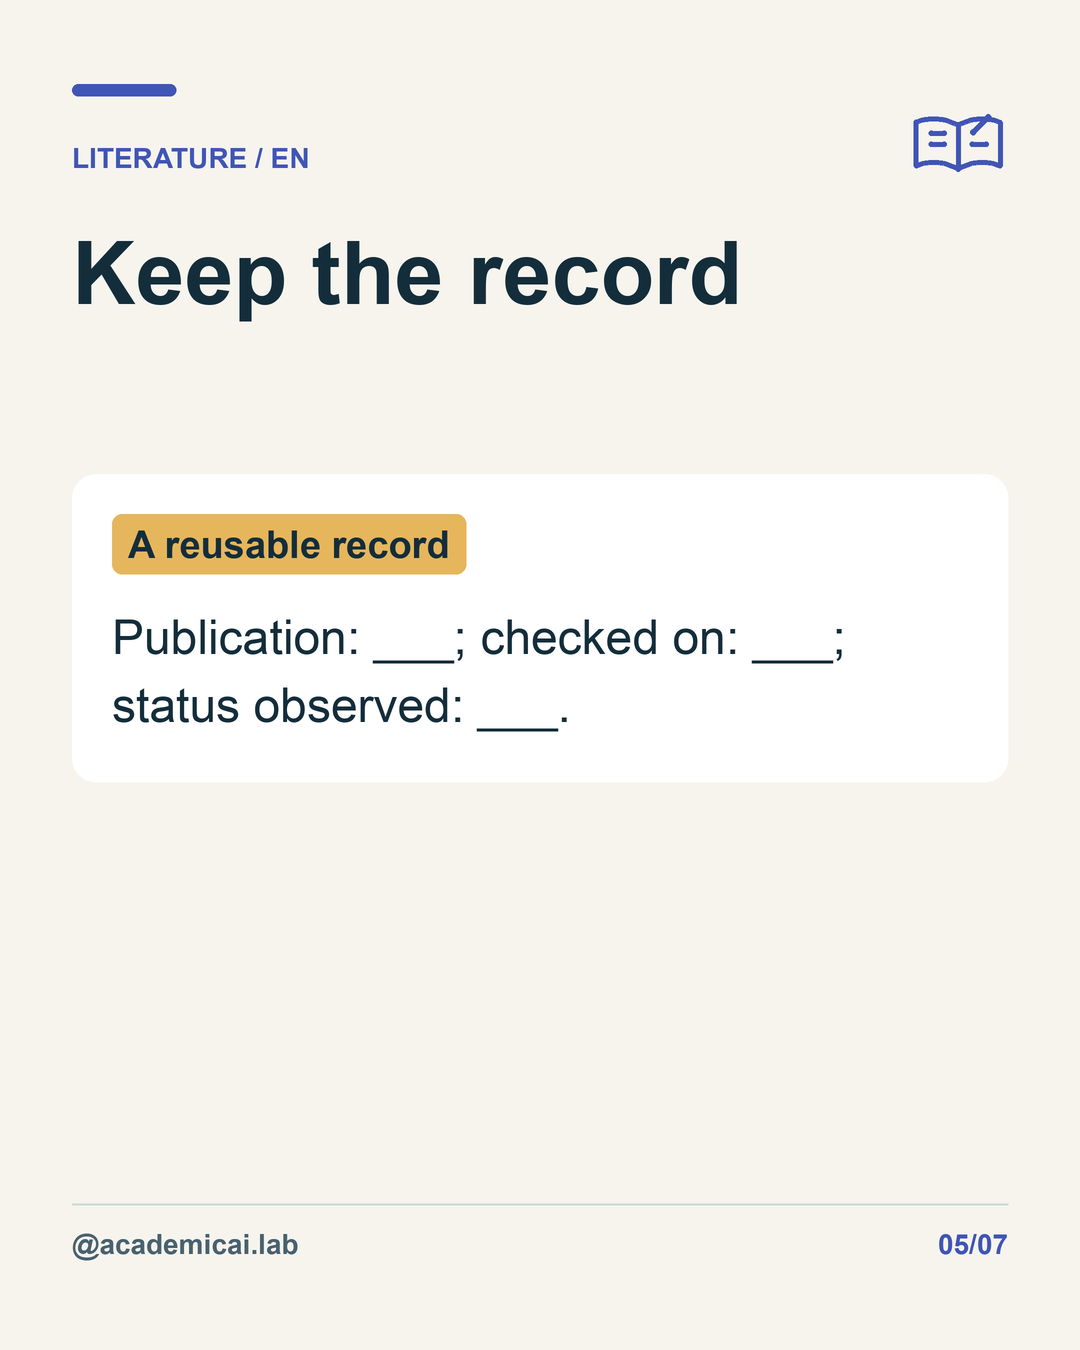 LITERATURE / EN
Keep the record
A reusable record
Publication: ___; checked on: ___;
status observed: ___.
@academicai.lab
05/07